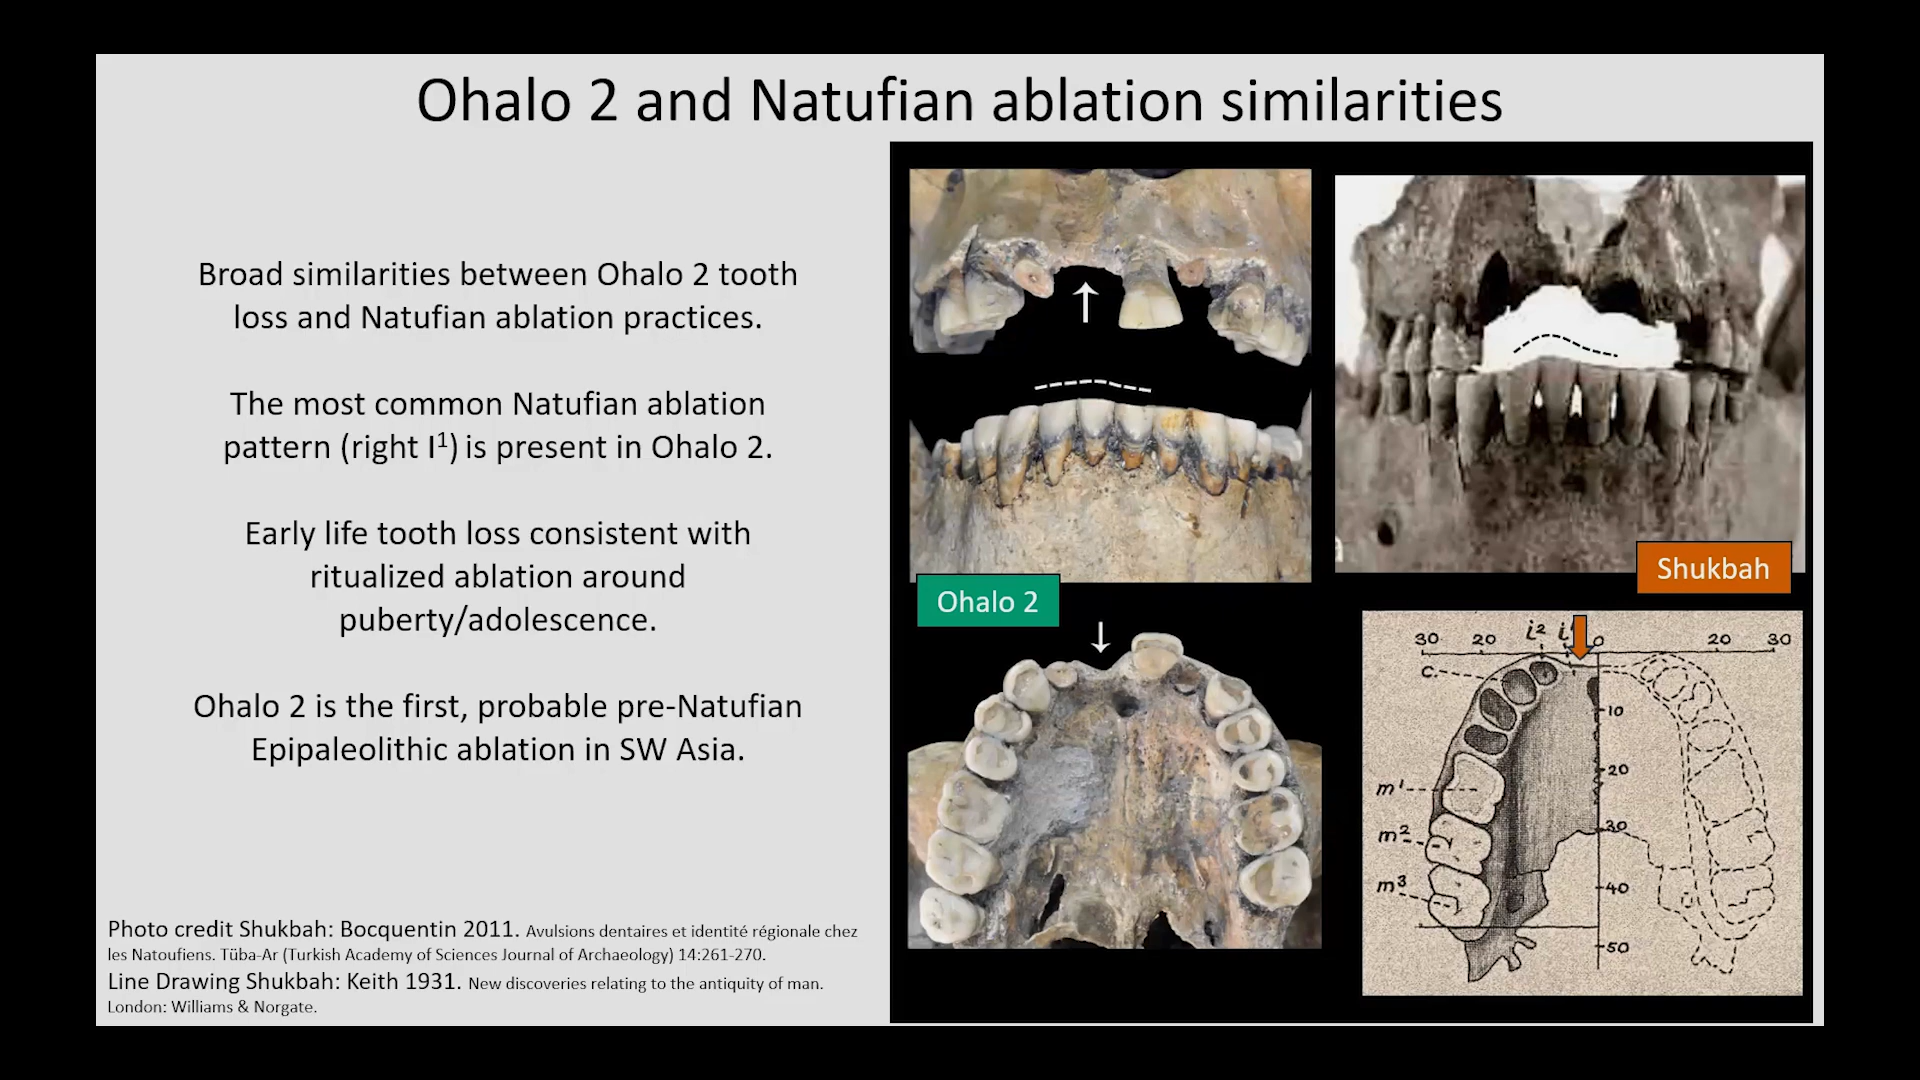 Ohalo 2 and Natufian ablation similarities
Broad similarities between Ohalo 2 tooth
loss and Natufian ablation practices.
The most common Natufian ablation
pattern (right I¹) is present in Ohalo 2.
Early life tooth loss consistent with
ritualized ablation around
puberty/adolescence.
Ohalo 2 is the first, probable pre-Natufian
Epipaleolithic ablation in SW Asia.
Photo credit Shukbah: Bocquentin 2011. Avulsions dentaires et identité régionale chez
les Natoufiens. Tüba-Ar (Turkish Academy of Sciences Journal of Archaeology) 14:261-270.
Line Drawing Shukbah: Keith 1931. New discoveries relating to the antiquity of man.
London: Williams & Norgate.
Ohalo 2
Shukbah
30 20 i² 0 20 30
c.
10
20
m¹
30
m²
m³
40
50